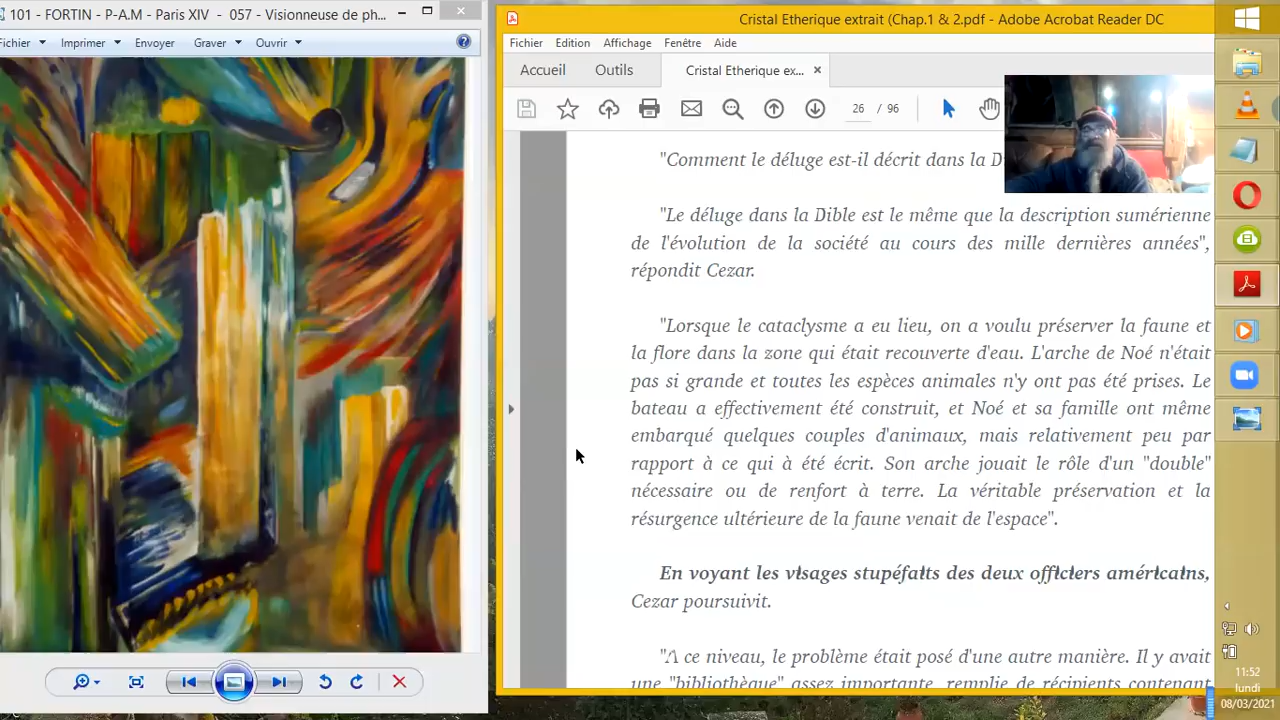 101 - FORTIN - P-A-M - Paris XIV - 057 - Visionneuse de ph...
Fichier Imprimer Envoyer Graver Ouvrir
Cristal Etherique extrait (Chap.1 & 2.pdf - Adobe Acrobat Reader DC
Fichier Edition Affichage Fenêtre Aide
Accueil Outils Cristal Etherique ex...
26 / 96
"Comment le déluge est-il décrit dans la
"Le déluge dans la Bible est le même que la description sumérienne
de l'évolution de la société au cours des mille dernières années",
répondit Cezar.
"Lorsque le cataclysme a eu lieu, on a voulu préserver la faune et
la flore dans la zone qui était recouverte d'eau. L'arche de Noé n'était
pas si grande et toutes les espèces animales n'y ont pas été prises. Le
bateau a effectivement été construit, et Noé et sa famille ont même
embarqué quelques couples d'animaux, mais relativement peu par
rapport à ce qui à été écrit. Son arche jouait le rôle d'un "double"
nécessaire ou de renfort à terre. La véritable préservation et la
résurgence ultérieure de la faune venait de l'espace".
En voyant les visages stupéfaits des deux officiers américains,
Cezar poursuivit.
"A ce niveau, le problème était posé d'une autre manière. Il y avait
une "bibliothèque" assez importante, remplie de récipients contenant
11:52
lundi
08/03/2021